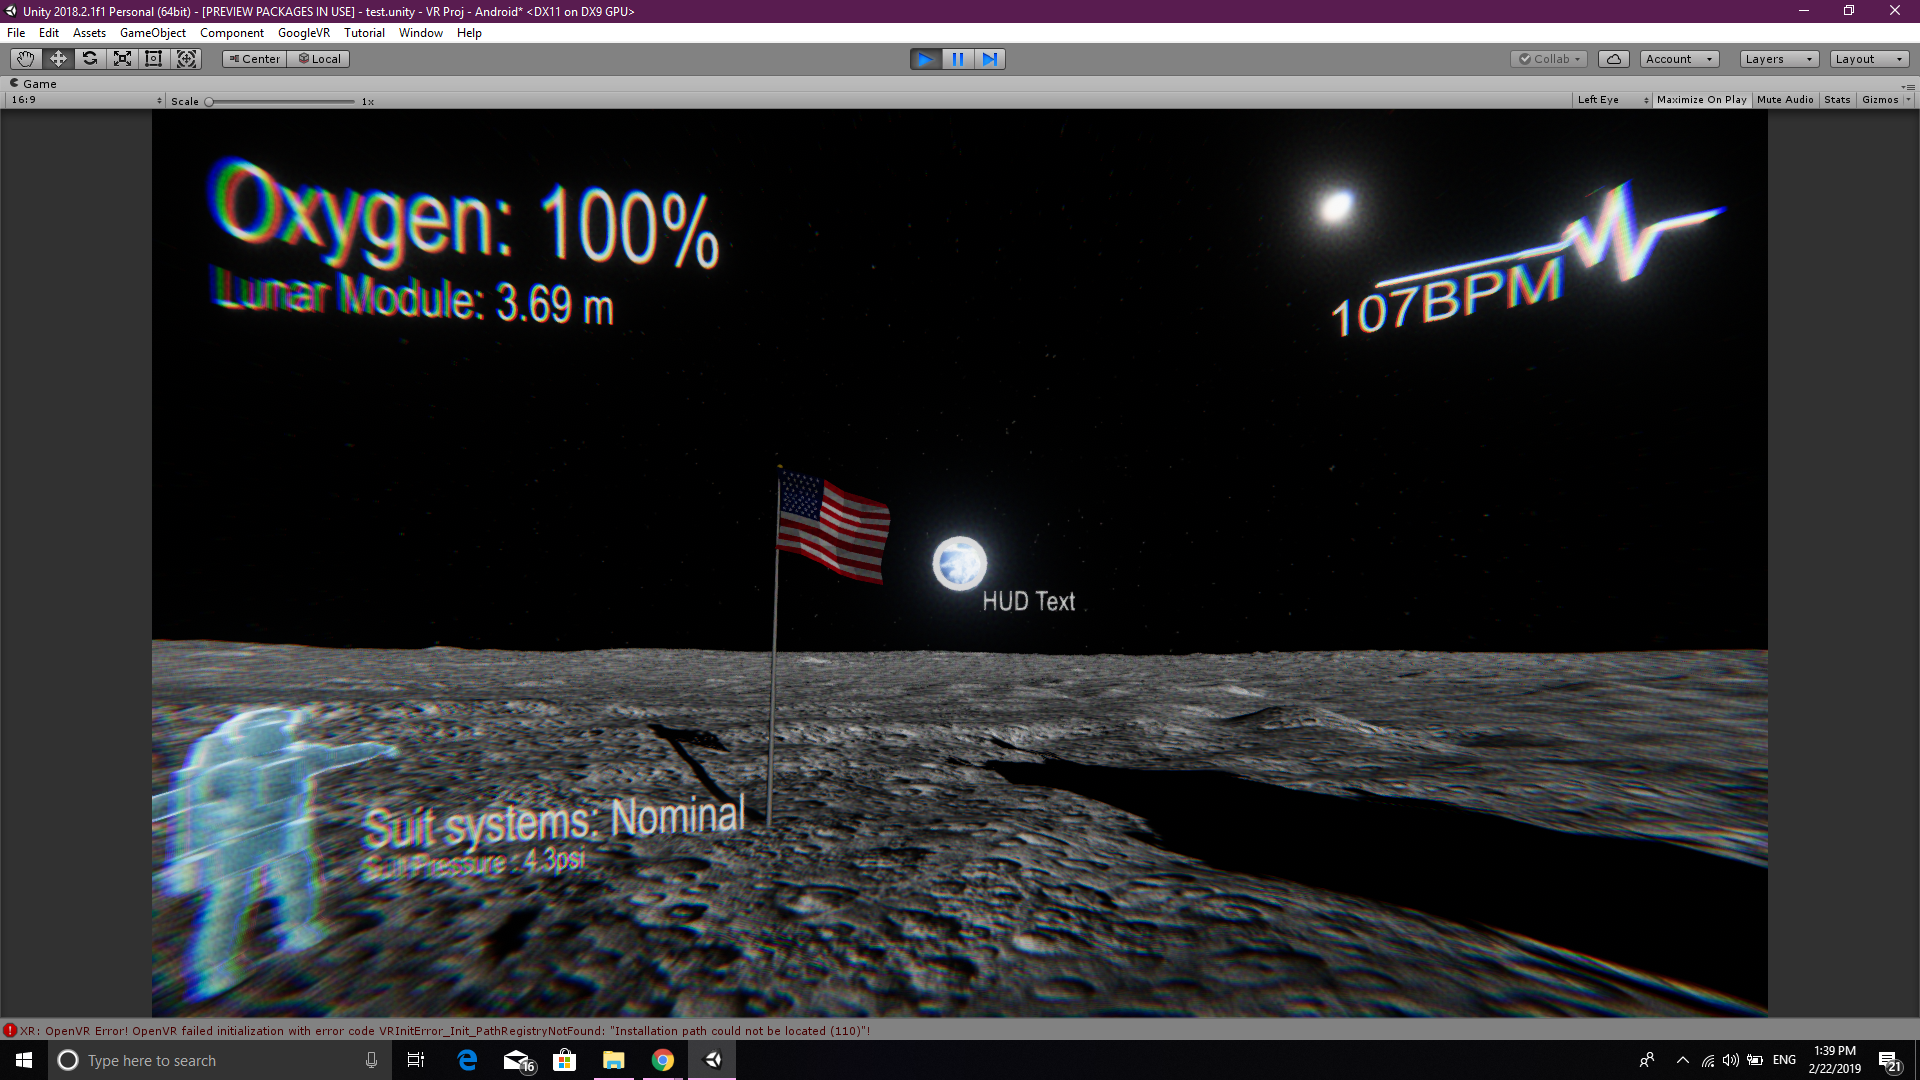 Unity 2018.2.1f1 Personal (64bit) - [PREVIEW PACKAGES IN USE] - test.unity - VR Proj - Android* <DX11 on DX9 GPU>
File Edit Assets GameObject Component GoogleVR Tutorial Window Help
Center Local Collab Account Layers Layout
Game
16:9 Scale 1x Left Eye Maximize On Play Mute Audio Stats Gizmos
Oxygen: 100%
Lunar Module: 3.69 m
107BPM
HUD Text
Suit systems: Nominal
Suit Pressure : 4.3psi
XR: OpenVR Error! OpenVR failed initialization with error code VRInitError_Init_PathRegistryNotFound: "Installation path could not be located (110)"!
Type here to search
16
ENG
1:39 PM
2/22/2019
21